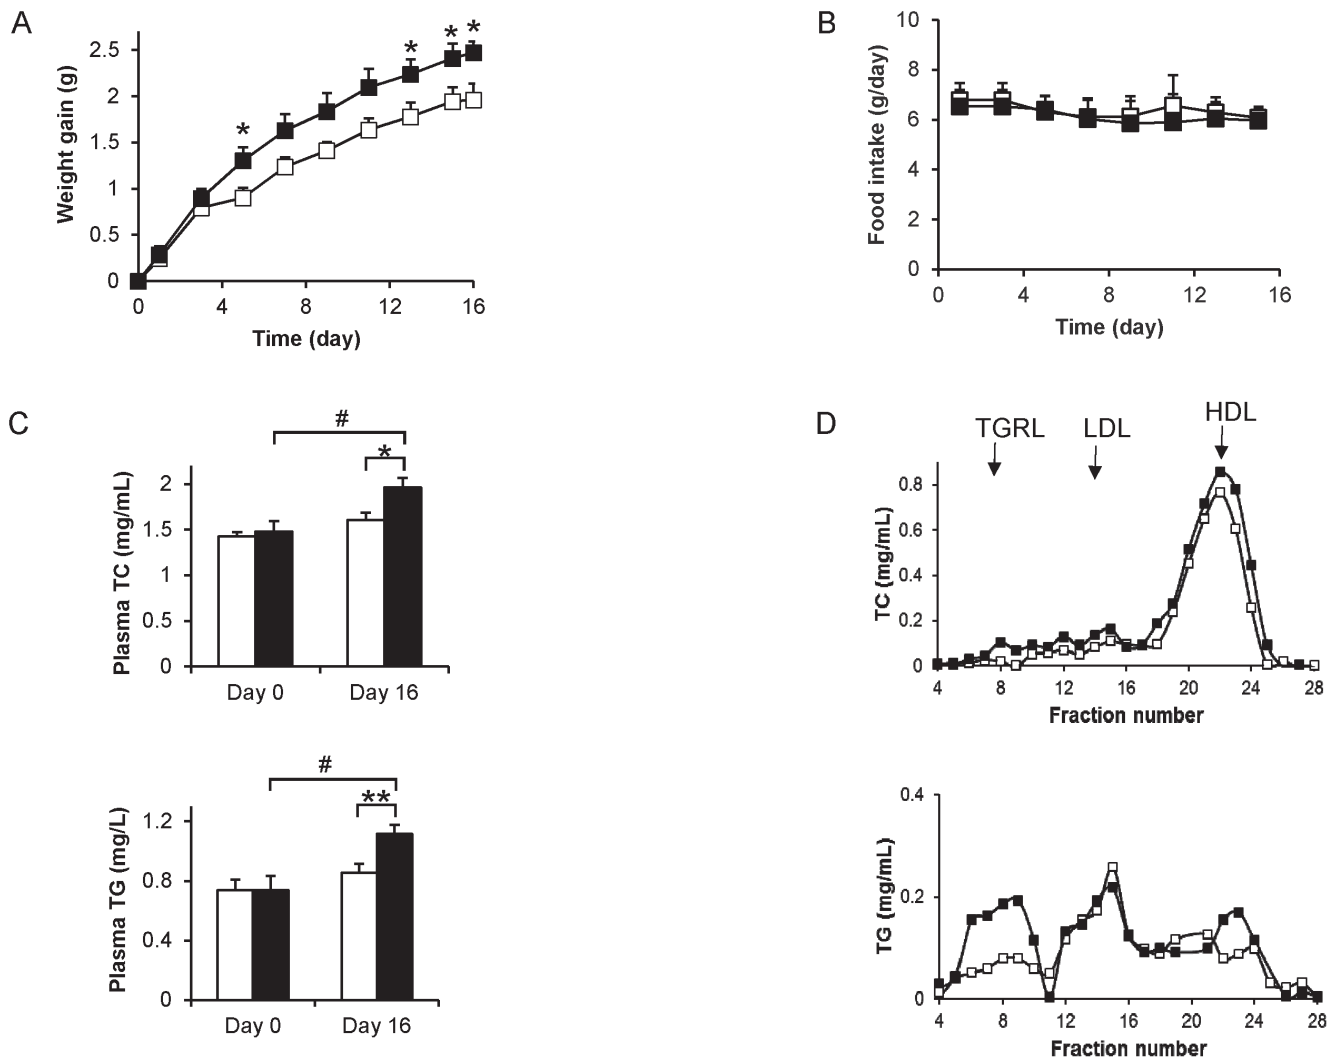 A
* * * *
2.5
2
1.5
1
0.5
0
Weight gain (g)
0 4 8 12 16
Time (day)
B
10
8
6
4
2
0
Food intake (g/day)
0 4 8 12 16
Time (day)
C
#
*
2
1.5
1
0.5
0
Plasma TC (mg/mL)
Day 0 Day 16
#
**
1.2
0.8
0.4
0
Plasma TG (mg/L)
Day 0 Day 16
D
TGRL LDL HDL
0.8
0.6
0.4
0.2
0
TC (mg/mL)
4 8 12 16 20 24 28
Fraction number
0.4
0.2
0
TG (mg/mL)
4 8 12 16 20 24 28
Fraction number